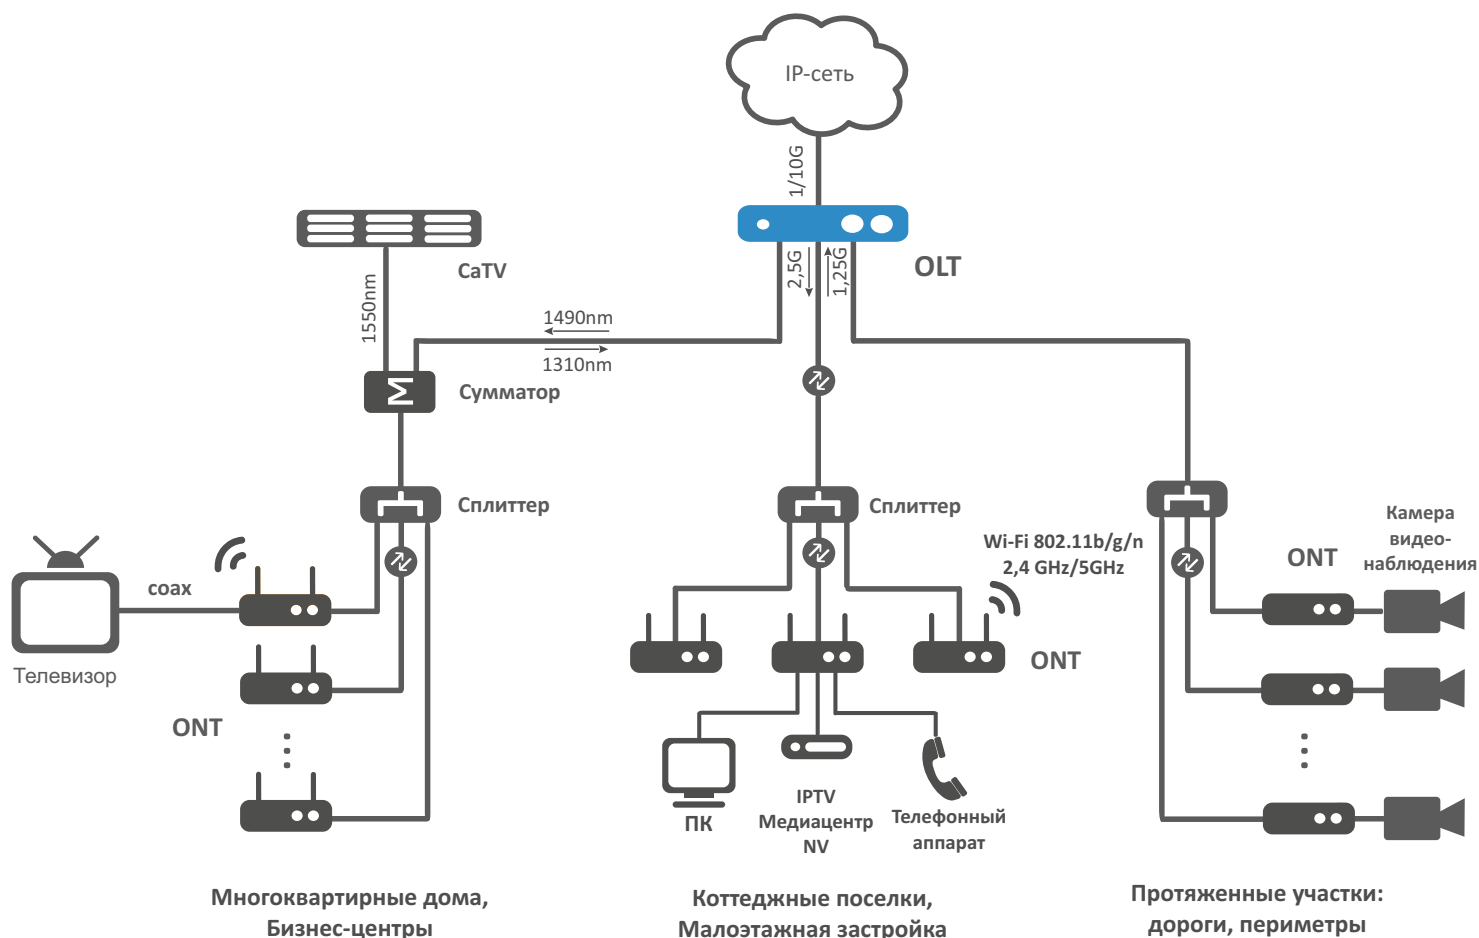 IP-сеть
1/10G
OLT
2,5G
1,25G
CaTV
1550nm
1490nm
1310nm
Сумматор
Сплиттер
Сплиттер
coax
Телевизор
ONT
Wi-Fi 802.11b/g/n
2,4 GHz/5GHz
ONT
ПК
IPTV
Медиацентр
NV
Телефонный
аппарат
ONT
Камера
видео-
наблюдения
Многоквартирные дома,
Бизнес-центры
Коттеджные поселки,
Малоэтажная застройка
Протяженные участки:
дороги, периметры